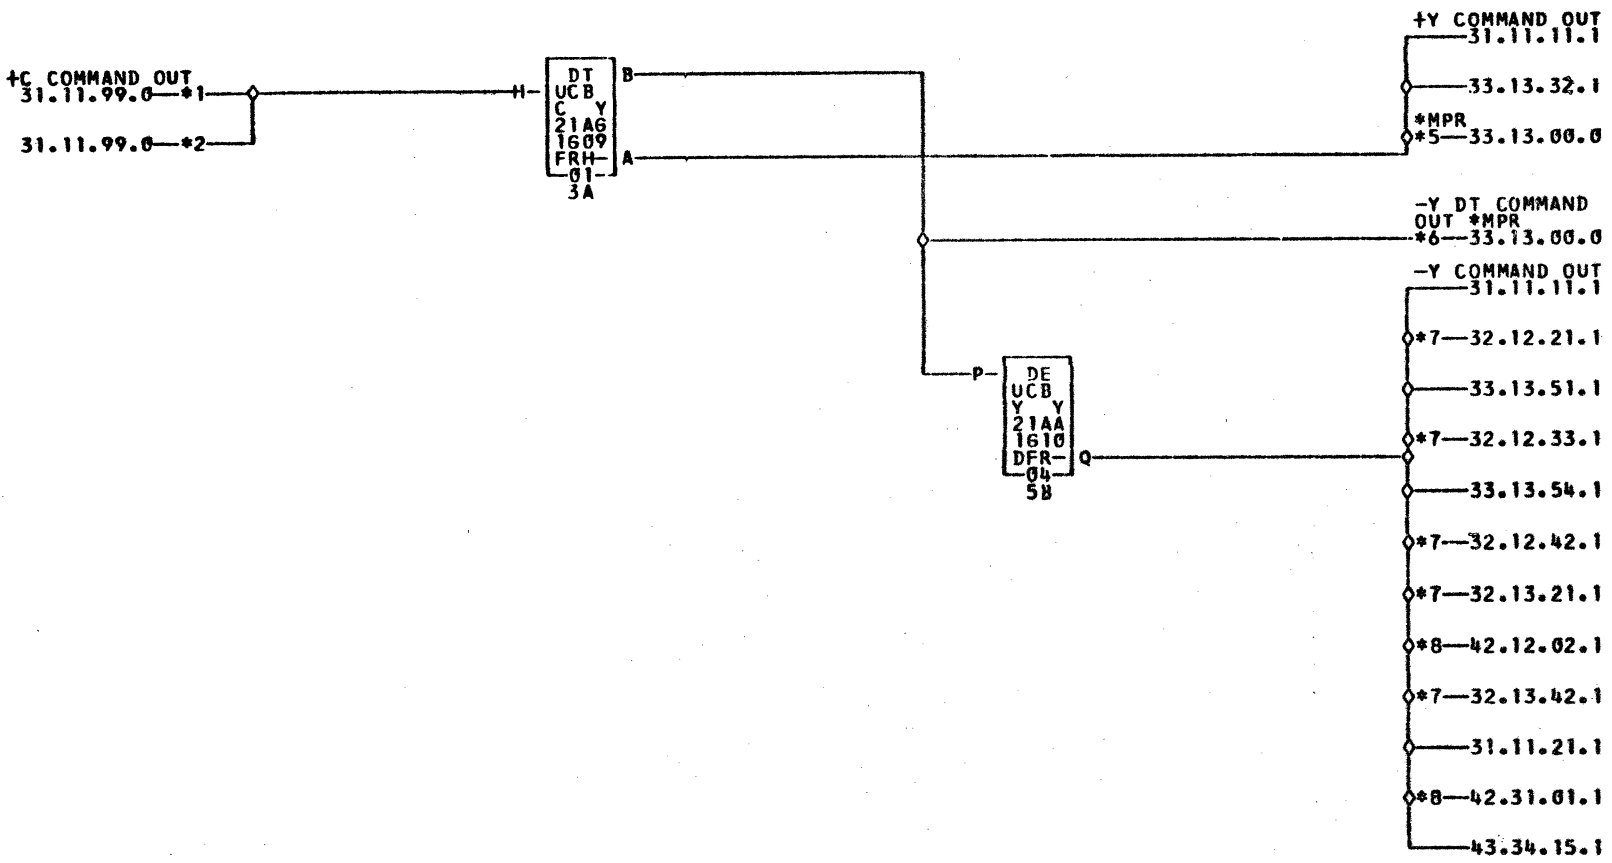 +C COMMAND OUT
31.11.99.0—*1
31.11.99.0—*2
H
DT
UCB
C Y
21A6
1609
FRH
01
3A
B
A
+Y COMMAND OUT
31.11.11.1
33.13.32.1
*MPR
*5—33.13.00.0
-Y DT COMMAND
OUT *MPR
*6—33.13.00.0
P
DE
UCB
Y Y
21AA
1610
DFR
04
5B
Q
-Y COMMAND OUT
31.11.11.1
*7—32.12.21.1
33.13.51.1
*7—32.12.33.1
33.13.54.1
*7—32.12.42.1
*7—32.13.21.1
*8—42.12.02.1
*7—32.13.42.1
31.11.21.1
*8—42.31.01.1
43.34.15.1